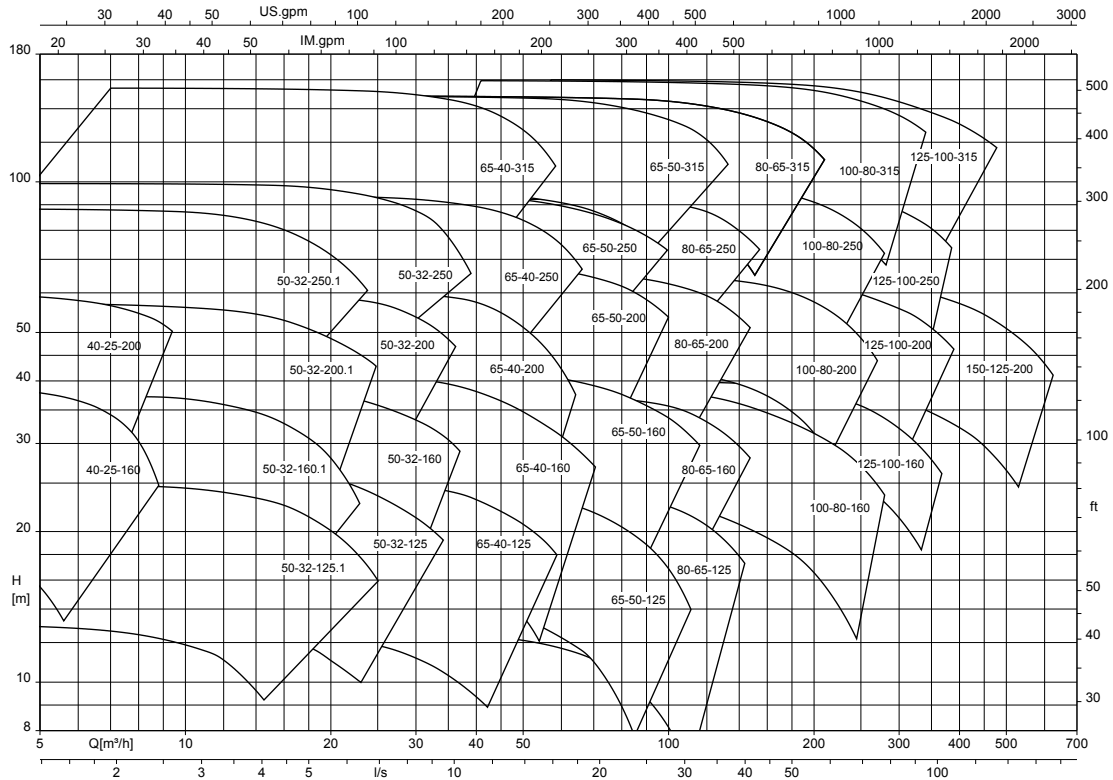 30 40 50 US.gpm 100 200 300 400 500 1000 2000 3000
20 30 40 50 IM.gpm 100 200 300 400 500 1000 2000
180
500
400
125-100-315
65-40-315 65-50-315 80-65-315 100-80-315
100
300
65-50-250 80-65-250 100-80-250
50-32-250.1 50-32-250 65-40-250 125-100-250
200
65-50-200
50
40-25-200 50-32-200 80-65-200 125-100-200
50-32-200.1 65-40-200 100-80-200 150-125-200
40
65-50-160
100
30
40-25-160 50-32-160.1 50-32-160 65-40-160 80-65-160 125-100-160
100-80-160
ft
20
50-32-125 65-40-125
50-32-125.1 80-65-125
H
[m]
50
65-50-125
40
10
30
8
5 Q[m³/h] 10 20 30 40 50 100 200 300 400 500 700
2 3 4 5 l/s 10 20 30 40 50 100